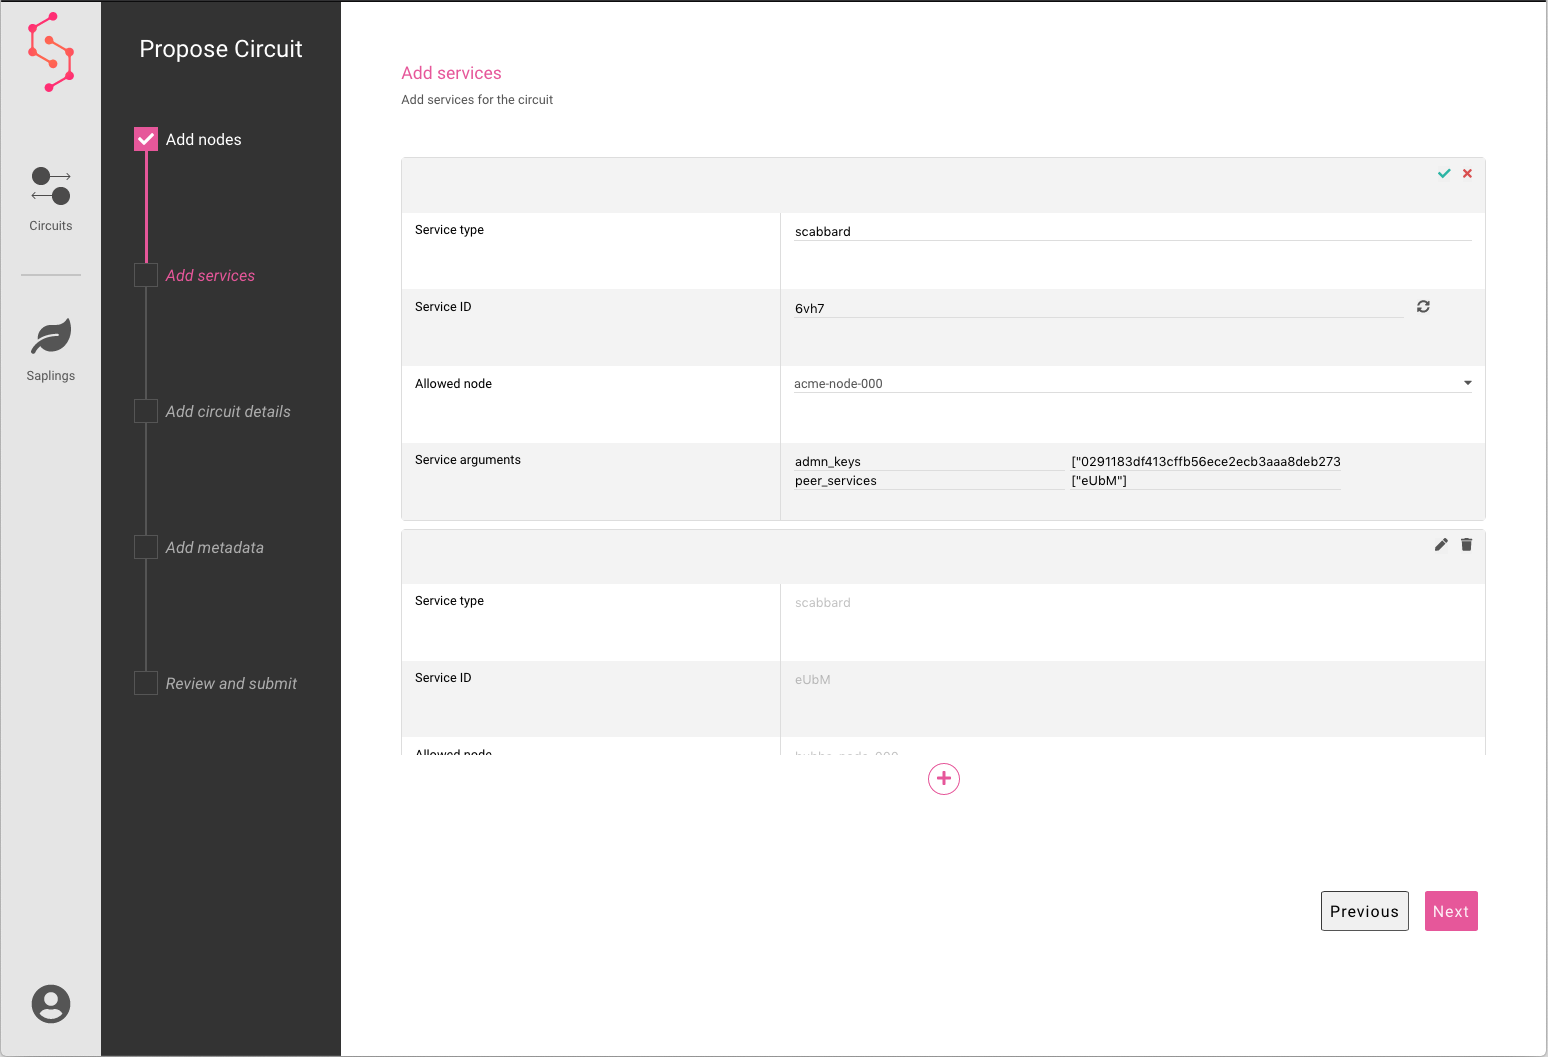 Propose Circuit
Circuits
Saplings
Add nodes
Add services
Add circuit details
Add metadata
Review and submit
Add services
Add services for the circuit
Service type scabbard
Service ID 6vh7
Allowed node acme-node-000
Service arguments admn_keys ["0291183df413cffb56ece2ecb3aaa8deb273
peer_services ["eUbM"]
Service type scabbard
Service ID eUbM
Allowed node
Previous Next